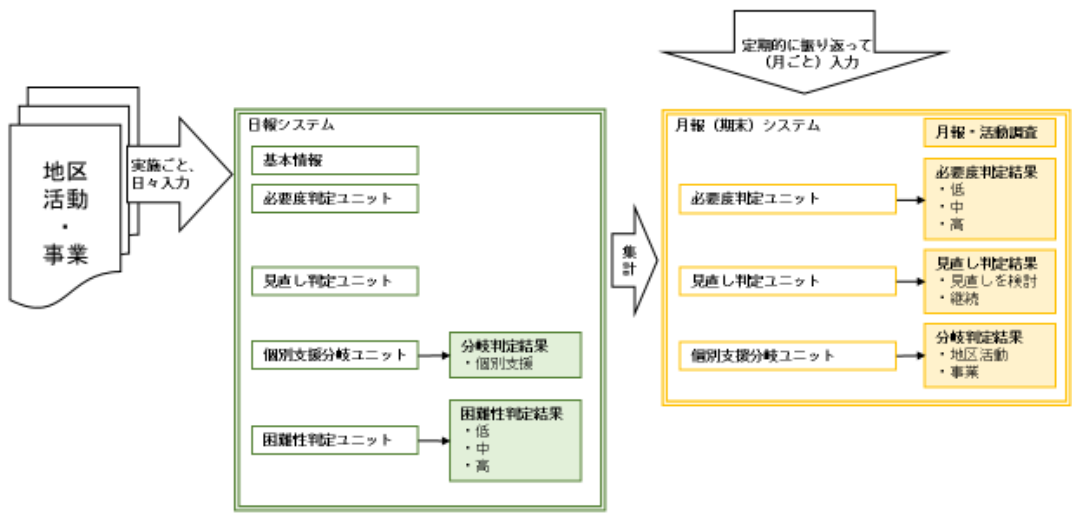 地区
活動
・
事業
実施ごと、
日々入力
日報システム
基本情報
必要度判定ユニット
見直し判定ユニット
個別支援分岐ユニット
分岐判定結果
・個別支援
困難性判定ユニット
困難性判定結果
・低
・中
・高
集
計
定期的に振り返って
（月ごと）入力
月報（期末）システム
月報・活動調査
必要度判定ユニット
必要度判定結果
・低
・中
・高
見直し判定ユニット
見直し判定結果
・見直しを検討
・継続
個別支援分岐ユニット
分岐判定結果
・地区活動
・事業